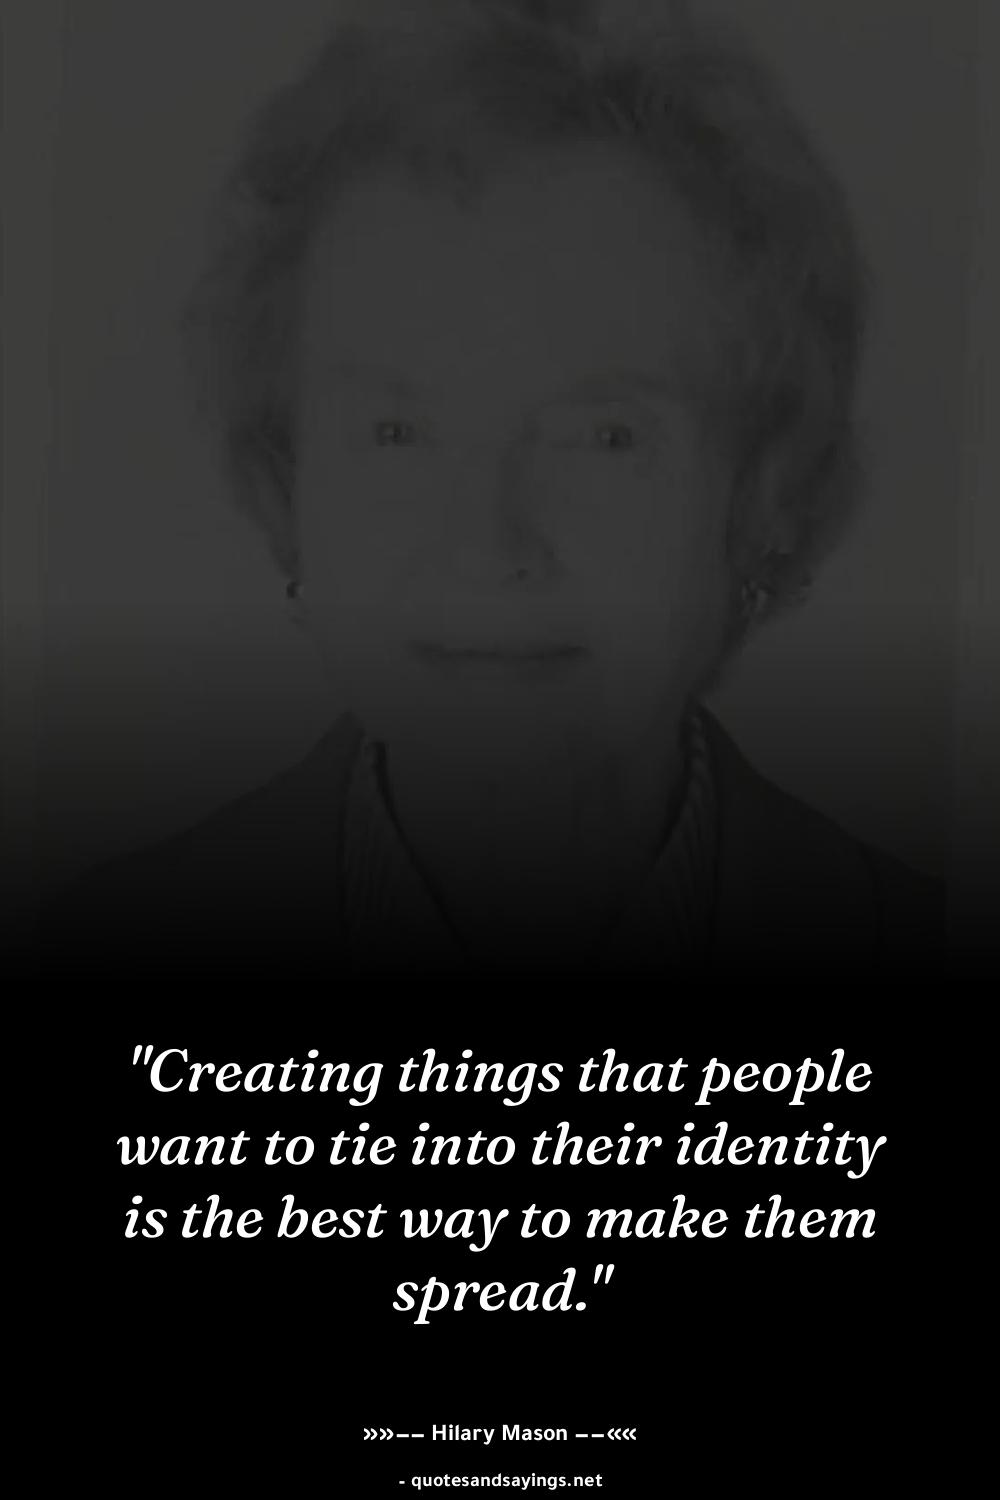 "Creating things that people
want to tie into their identity
is the best way to make them
spread."
»»−− Hilary Mason −−««
- quotesandsayings.net